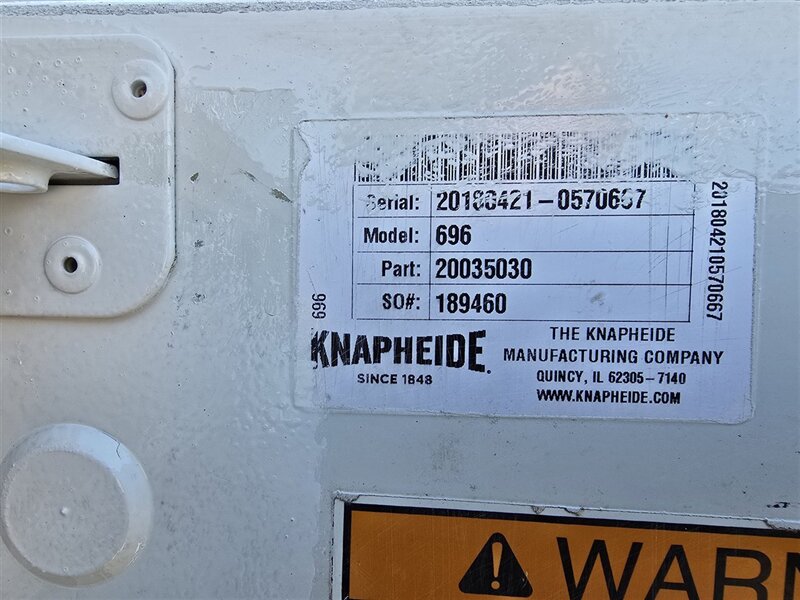 Serial: 20180421-0570667
Model: 696
Part: 20035030
SO#: 189460
696
201804210570667
KNAPHEIDE
SINCE 1848
THE KNAPHEIDE
MANUFACTURING COMPANY
QUINCY, IL 62305-7140
WWW.KNAPHEIDE.COM
WARN